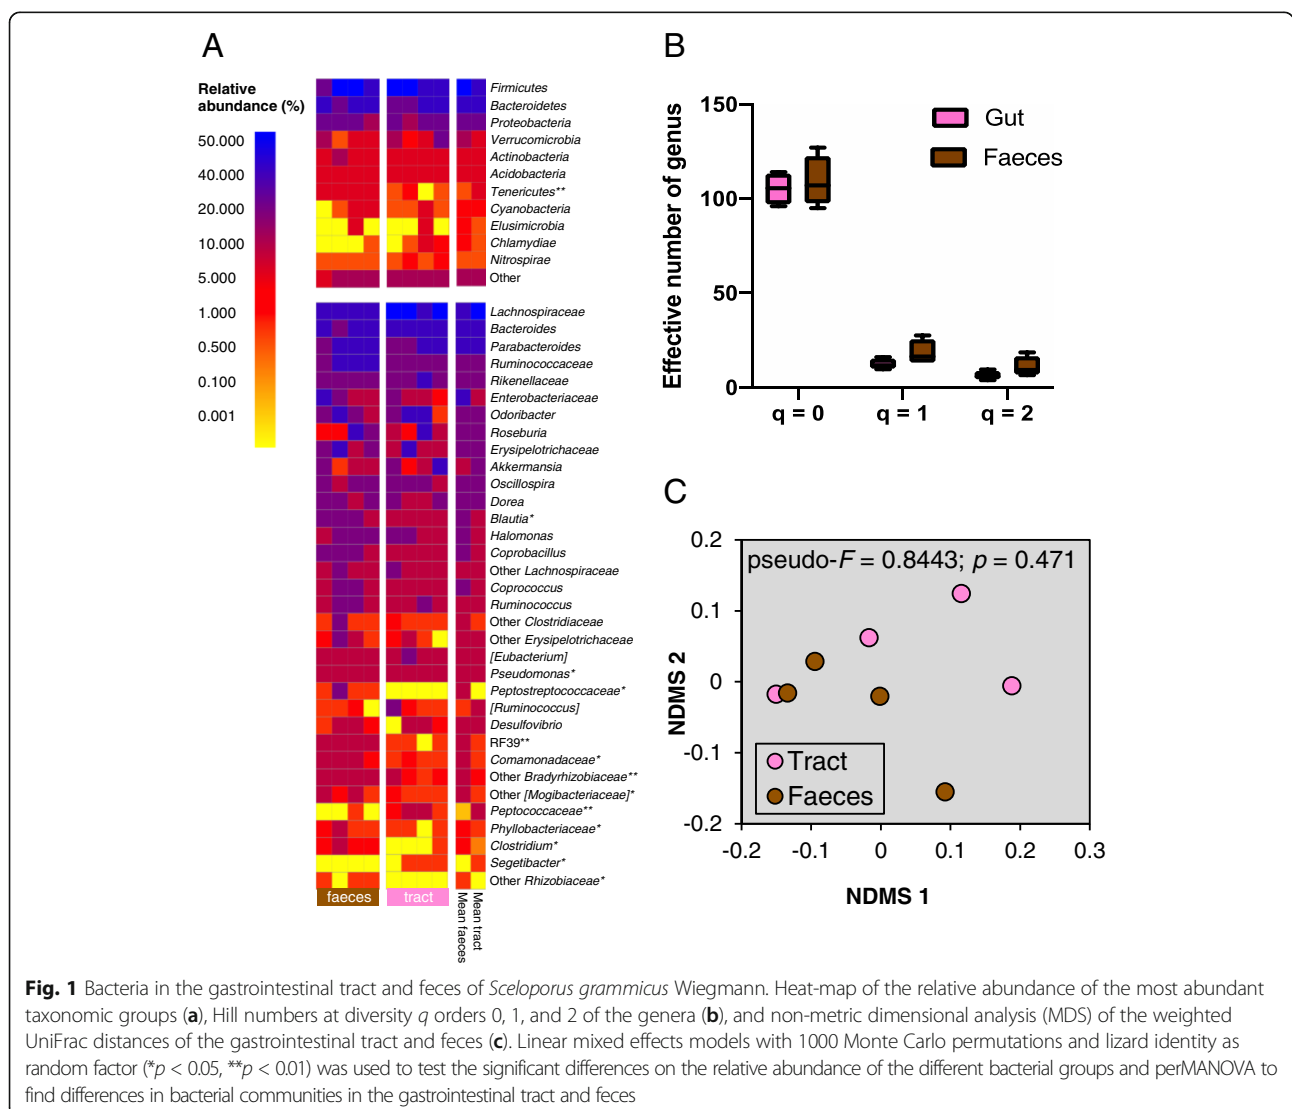 A
Relative
abundance (%)
50.000
40.000
20.000
10.000
5.000
1.000
0.500
0.100
0.001
Firmicutes
Bacteroidetes
Proteobacteria
Verrucomicrobia
Actinobacteria
Acidobacteria
Tenericutes**
Cyanobacteria
Elusimicrobia
Chlamydiae
Nitrospirae
Other
Lachnospiraceae
Bacteroides
Parabacteroides
Ruminococcaceae
Rikenellaceae
Enterobacteriaceae
Odoribacter
Roseburia
Erysipelotrichaceae
Akkermansia
Oscillospira
Dorea
Blautia*
Halomonas
Coprobacillus
Other Lachnospiraceae
Coprococcus
Ruminococcus
Other Clostridiaceae
Other Erysipelotrichaceae
[Eubacterium]
Pseudomonas*
Peptostreptococcaceae*
[Ruminococcus]
Desulfovibrio
RF39**
Comamonadaceae*
Other Bradyrhizobiaceae**
Other [Mogibacteriaceae]*
Peptococcaceae**
Phyllobacteriaceae*
Clostridium*
Segetibacter*
Other Rhizobiaceae*
faeces
tract
Mean faeces
Mean tract
B
Effective number of genus
150
100
50
0
Gut
Faeces
q = 0
q = 1
q = 2
C
pseudo-F = 0.8443; p = 0.471
NDMS 2
0.2
0.1
0
-0.1
-0.2
Tract
Faeces
-0.2
-0.1
0
0.1
0.2
0.3
NDMS 1
Fig. 1 Bacteria in the gastrointestinal tract and feces of Sceloporus grammicus Wiegmann. Heat-map of the relative abundance of the most abundant
taxonomic groups (a), Hill numbers at diversity q orders 0, 1, and 2 of the genera (b), and non-metric dimensional analysis (MDS) of the weighted
UniFrac distances of the gastrointestinal tract and feces (c). Linear mixed effects models with 1000 Monte Carlo permutations and lizard identity as
random factor (*p < 0.05, **p < 0.01) was used to test the significant differences on the relative abundance of the different bacterial groups and perMANOVA to
find differences in bacterial communities in the gastrointestinal tract and feces